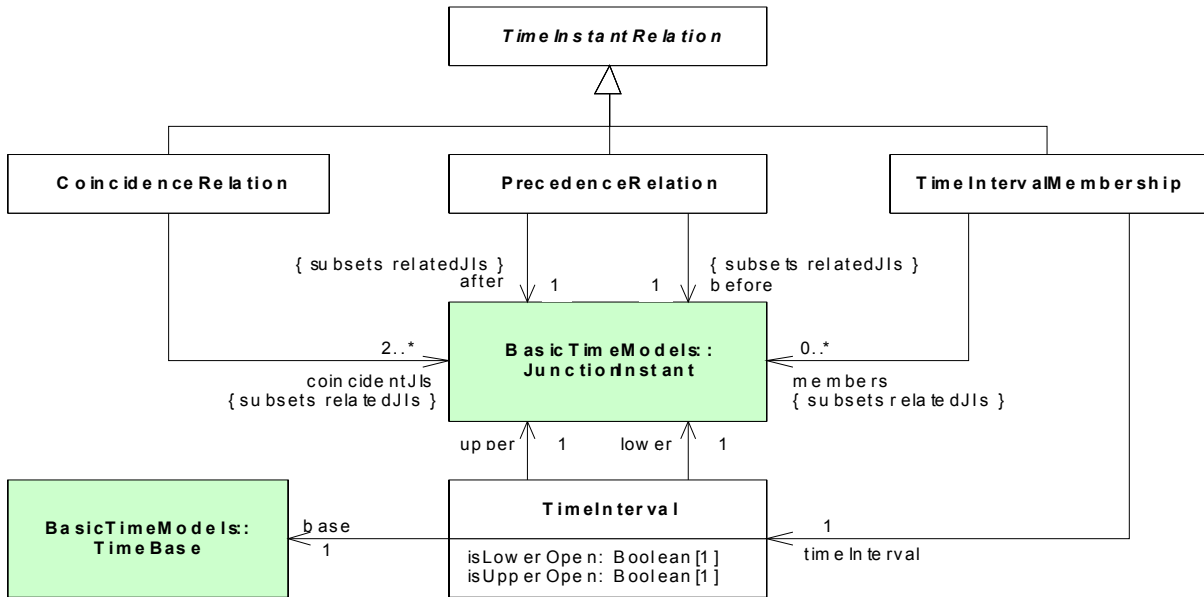 TimeInstantRelation
CoincidenceRelation
PrecedenceRelation
TimeIntervalMembership
{ subsets relatedJIs }
after
1
1
{ subsets relatedJIs }
before
2..*
coincidentJIs
{ subsets relatedJIs }
BasicTimeModels::
JunctionInstant
0..*
members
{ subsets relatedJIs }
upper
1
lower
1
BasicTimeModels::
TimeBase
base
1
TimeInterval
isLowerOpen: Boolean[1]
isUpperOpen: Boolean[1]
1
timeInterval